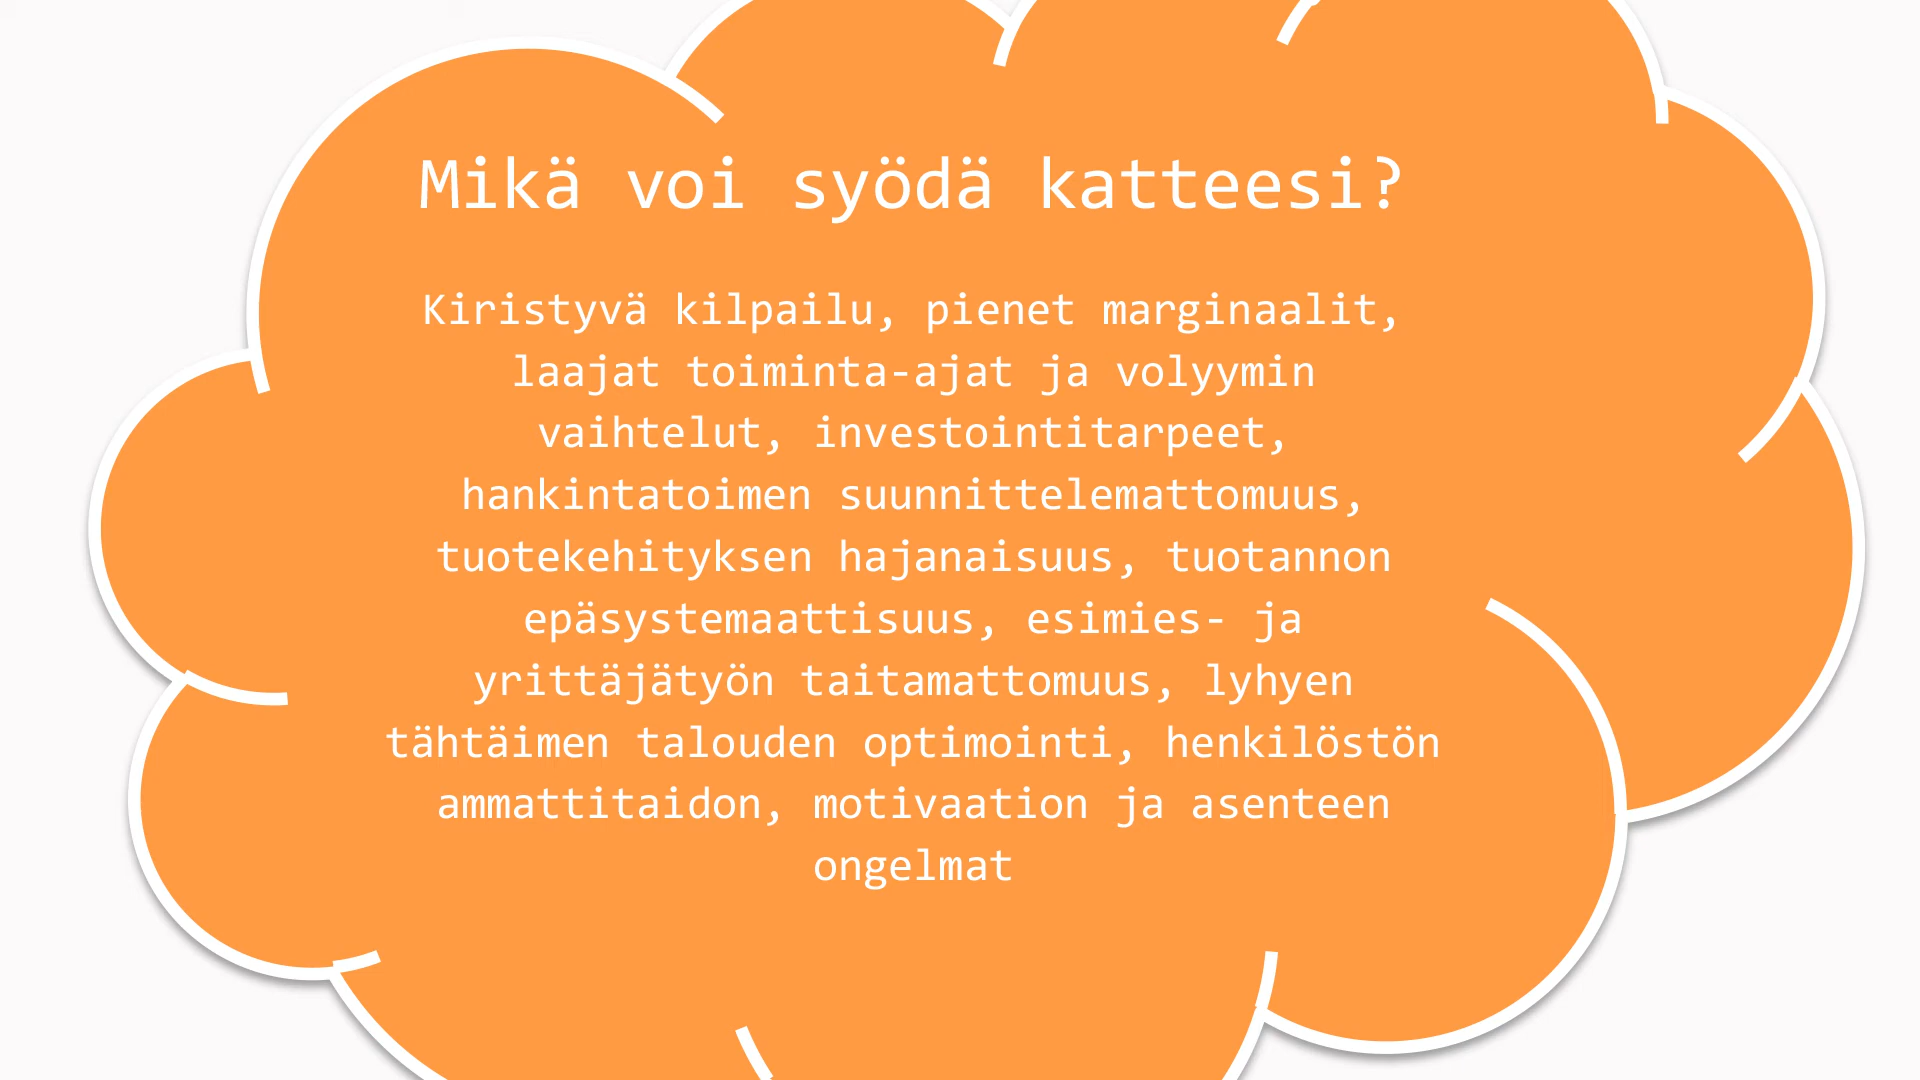 Mikä voi syödä katteesi?
Kiristyvä kilpailu, pienet marginaalit,
laajat toiminta-ajat ja volyymin
vaihtelut, investointitarpeet,
hankintatoimen suunnittelemattomuus,
tuotekehityksen hajanaisuus, tuotannon
epäsystemaattisuus, esimies- ja
yrittäjätyön taitamattomuus, lyhyen
tähtäimen talouden optimointi, henkilöstön
ammattitaidon, motivaation ja asenteen
ongelmat